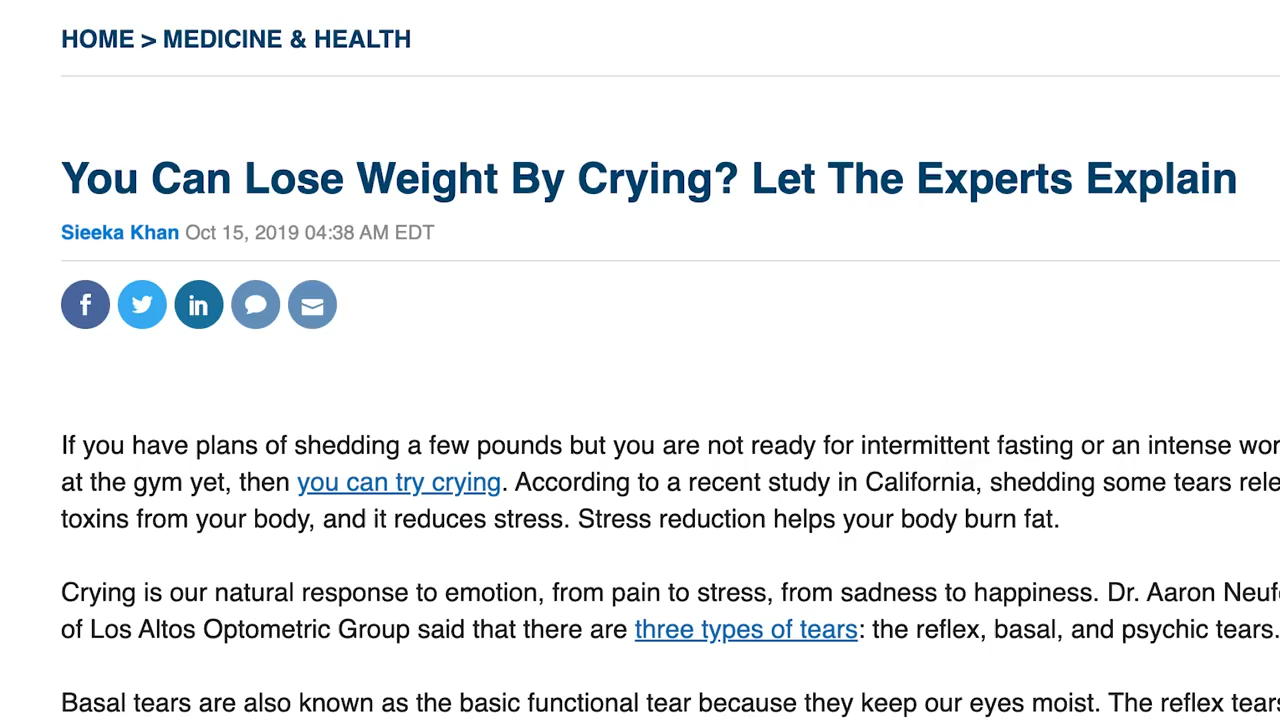 HOME > MEDICINE & HEALTH
You Can Lose Weight By Crying? Let The Experts Explain
Sieeka Khan Oct 15, 2019 04:38 AM EDT
f in
If you have plans of shedding a few pounds but you are not ready for intermittent fasting or an intense
at the gym yet, then you can try crying. According to a recent study in California, shedding some tears
toxins from your body, and it reduces stress. Stress reduction helps your body burn fat.
Crying is our natural response to emotion, from pain to stress, from sadness to happiness. Dr. Aaron
of Los Altos Optometric Group said that there are three types of tears: the reflex, basal, and psychic tears.
Basal tears are also known as the basic functional tear because they keep our eyes moist. The reflex tears